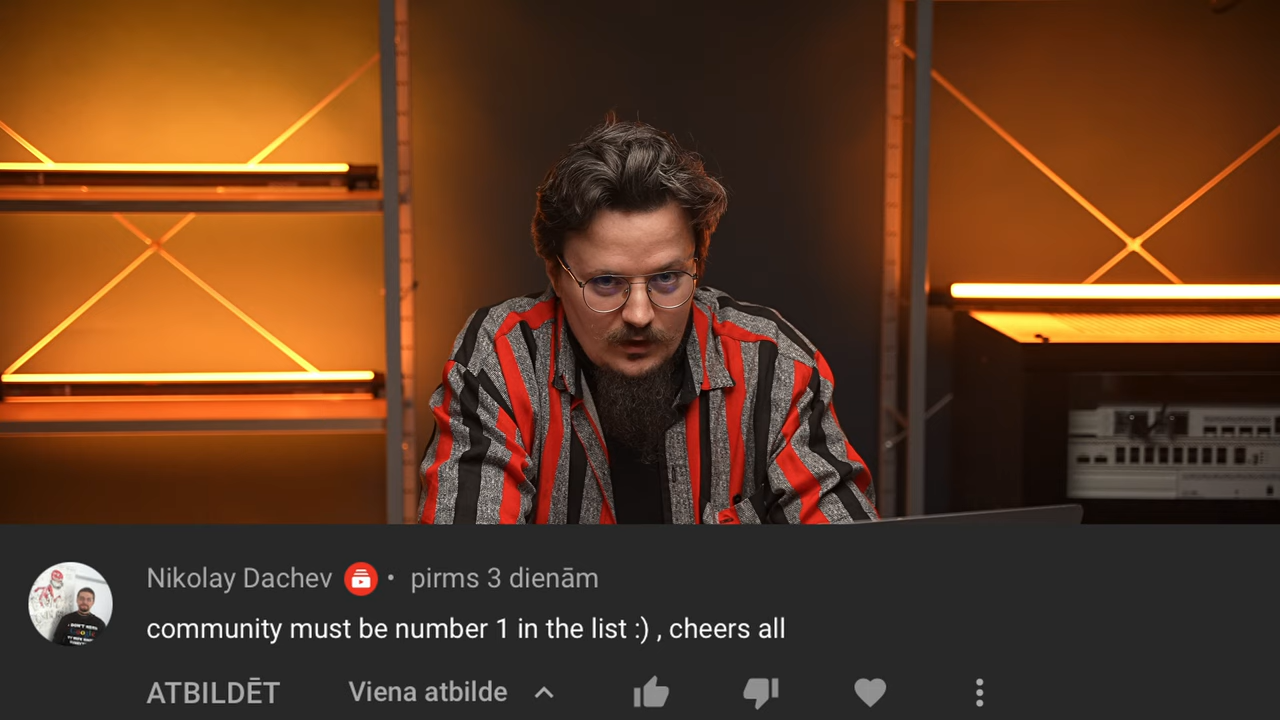 Nikolay Dachev • pirms 3 dienām
community must be number 1 in the list :) , cheers all
ATBILDĒT Viena atbilde